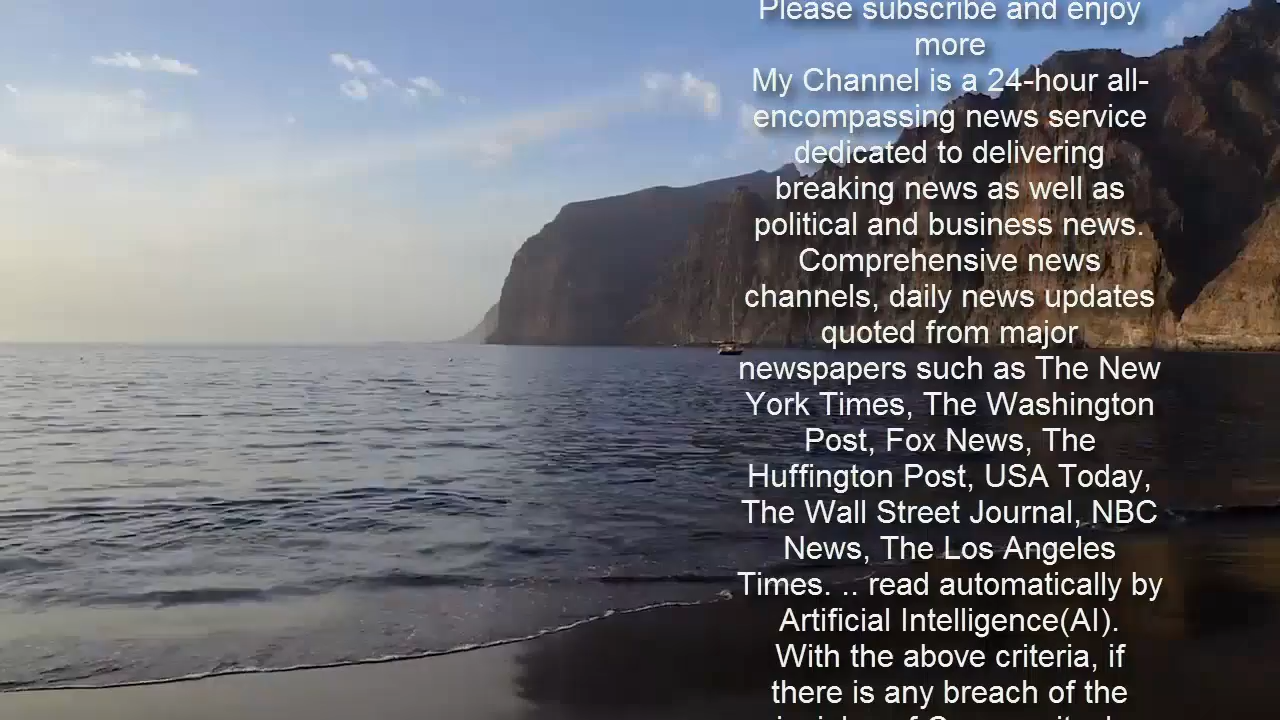 Please subscribe and enjoy
more
My Channel is a 24-hour all-
encompassing news service
dedicated to delivering
breaking news as well as
political and business news.
Comprehensive news
channels, daily news updates
quoted from major
newspapers such as The New
York Times, The Washington
Post, Fox News, The
Huffington Post, USA Today,
The Wall Street Journal, NBC
News, The Los Angeles
Times. .. read automatically by
Artificial Intelligence(AI).
With the above criteria, if
there is any breach of the